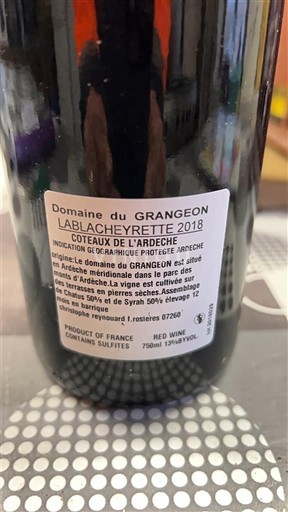 Domaine du GRANGEON
LABLACHEYRETTE 2018
COTEAUX DE L'ARDECHE
INDICATION GEOGRAPHIQUE PROTEGEE ARDECHE
origine:Le domaine du GRANGEON est situé
en Ardèche méridionale dans le parc des
monts d'Ardèche.La vigne est cultivée sur
des terrasses en pierres sèches.Assemblage
de Chatus 50% et de Syrah 50% élevage 12
mois en barrique
christophe reynouard f.rosieres 07260
PRODUCT OF FRANCE RED WINE
CONTAINS SULFITES 750ml 13%BYVOL.